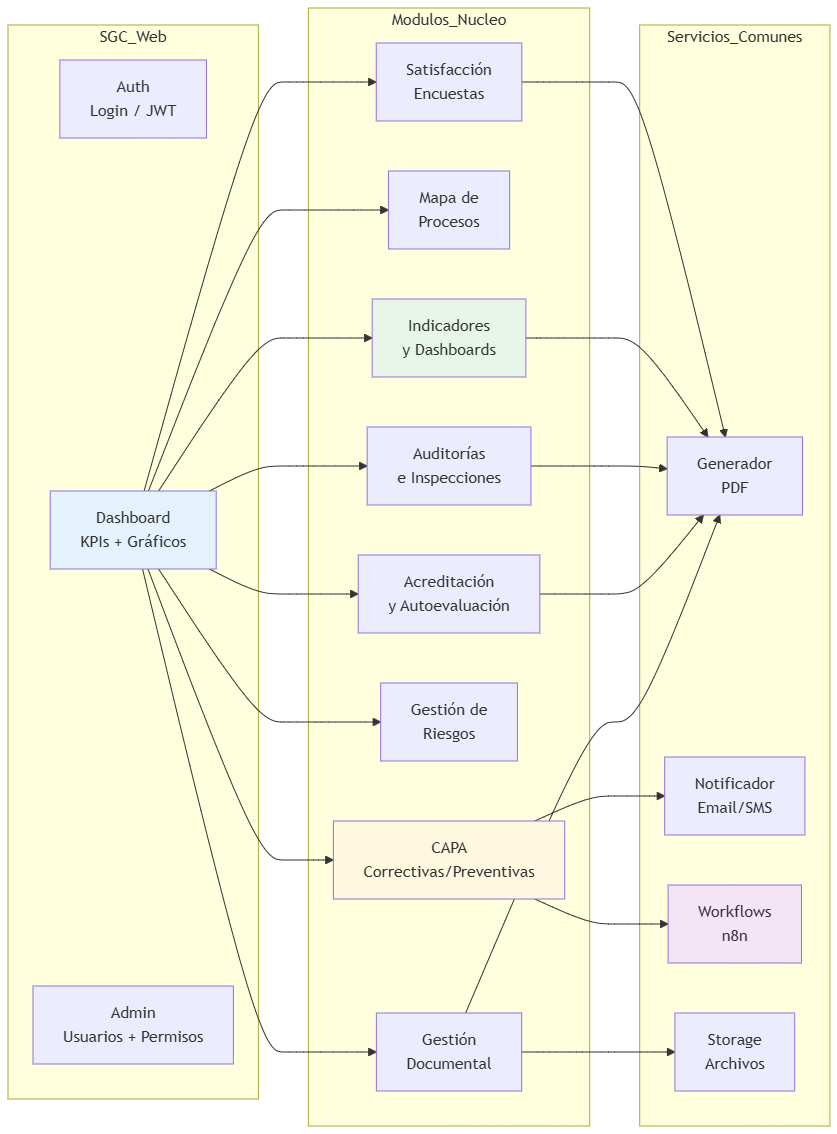 SGC_Web
Auth
Login / JWT
Dashboard
KPIs + Gráficos
Admin
Usuarios + Permisos
Modulos_Nucleo
Satisfacción
Encuestas
Mapa de
Procesos
Indicadores
y Dashboards
Auditorías
e Inspecciones
Acreditación
y Autoevaluación
Gestión de
Riesgos
CAPA
Correctivas/Preventivas
Gestión
Documental
Servicios_Comunes
Generador
PDF
Notificador
Email/SMS
Workflows
n8n
Storage
Archivos